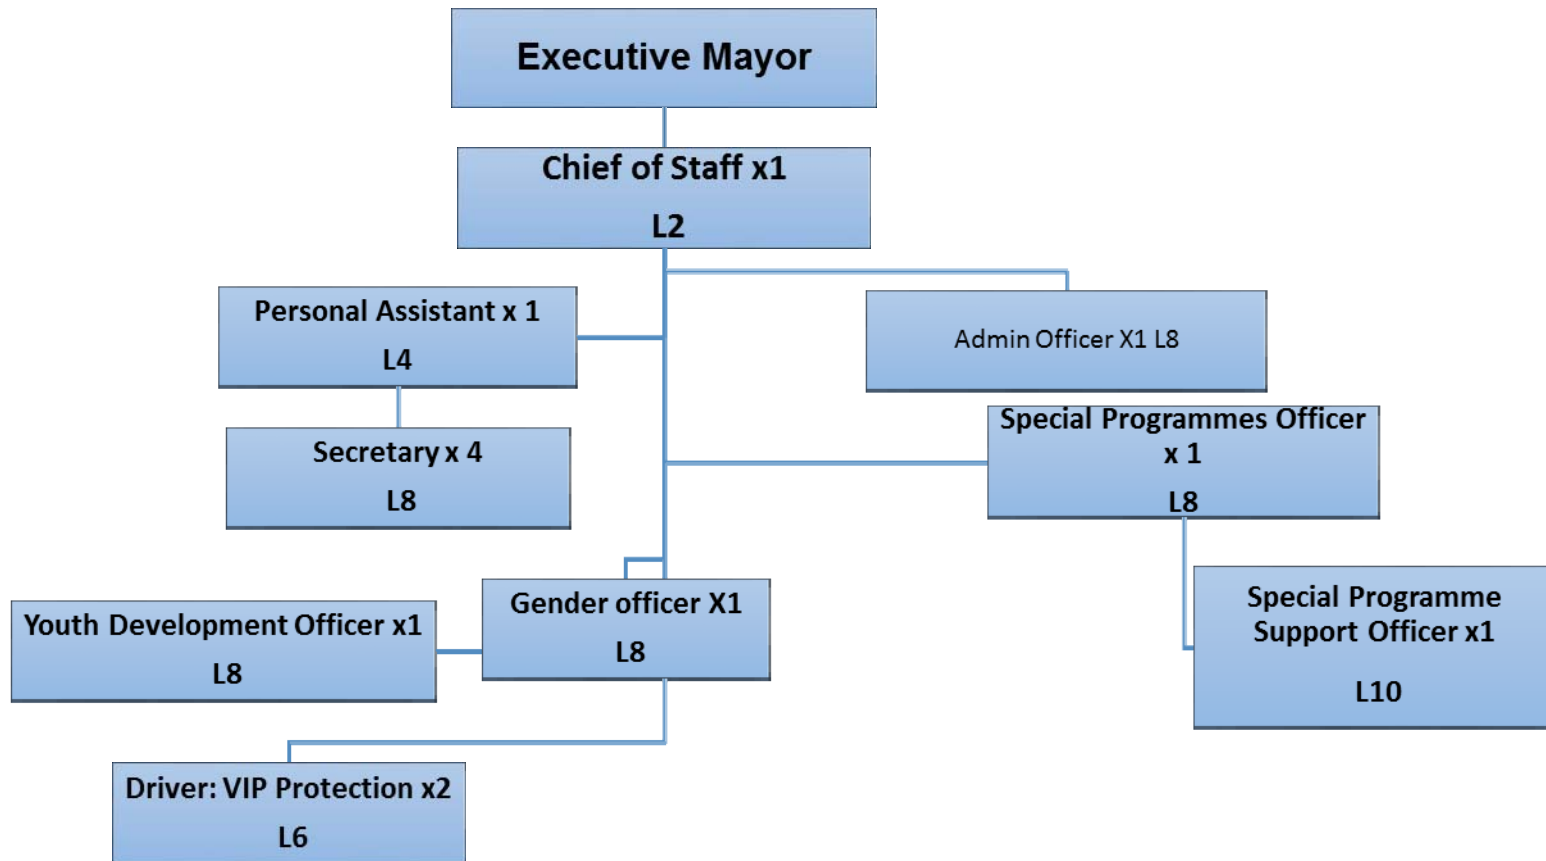 Executive Mayor
Chief of Staff x1
L2
Personal Assistant x 1
L4
Admin Officer X1 L8
Secretary x 4
L8
Special Programmes Officer
x 1
L8
Gender officer X1
L8
Youth Development Officer x1
L8
Special Programme
Support Officer x1
L10
Driver: VIP Protection x2
L6